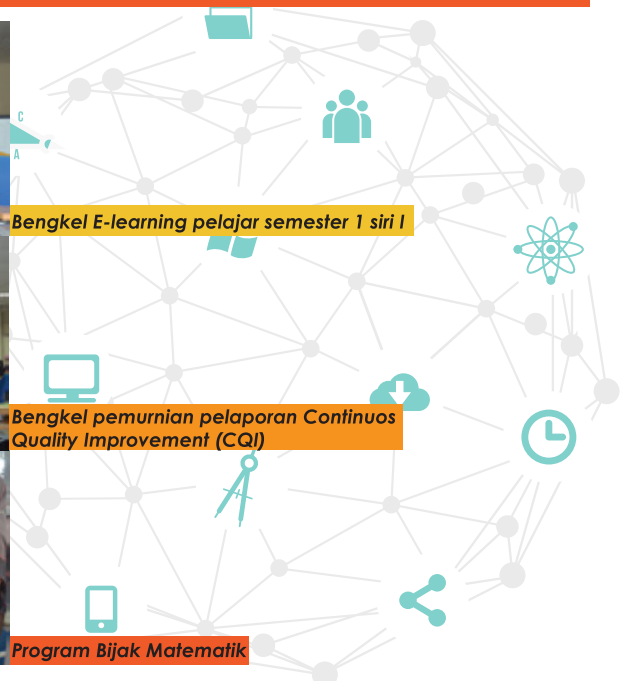 C
A
Bengkel E-learning pelajar semester 1 siri I
Bengkel pemurnian pelaporan Continuos
Quality Improvement (CQI)
Program Bijak Matematik